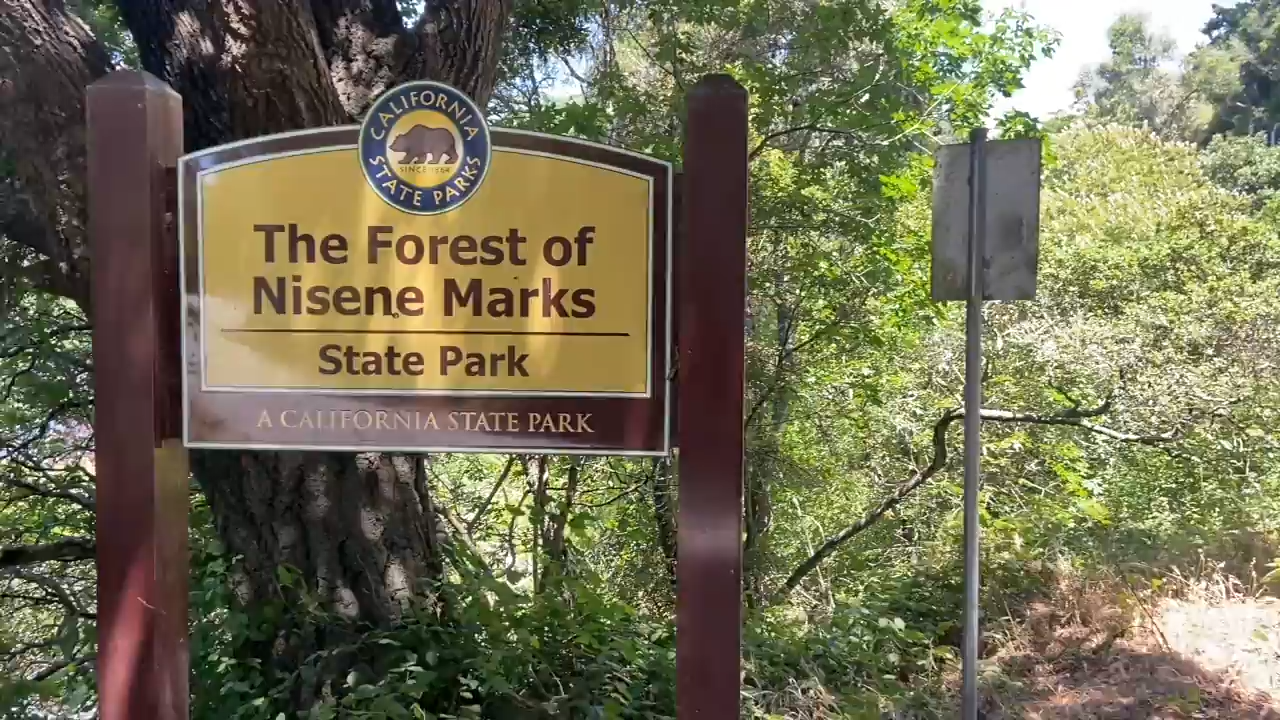 CALIFORNIA
SINCE 1864
STATE PARKS
The Forest of
Nisene Marks
State Park
A CALIFORNIA STATE PARK